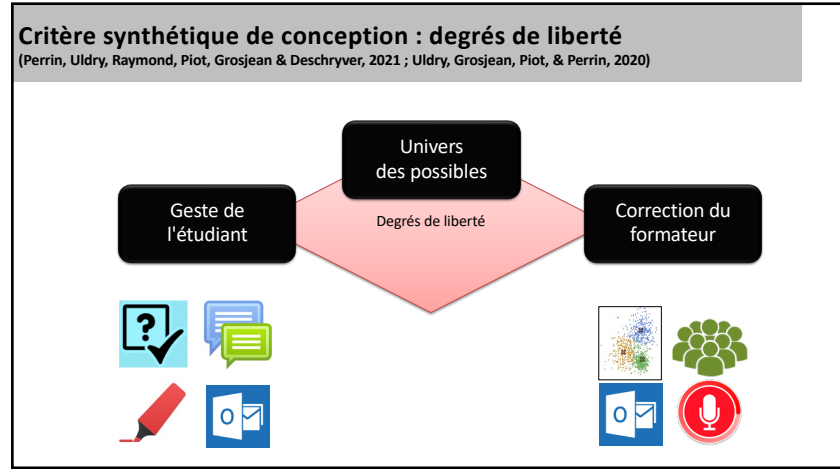 Critère synthétique de conception : degrés de liberté
(Perrin, Uldry, Raymond, Piot, Grosjean & Deschryver, 2021 ; Uldry, Grosjean, Piot, & Perrin, 2020)
Univers
des possibles
Geste de
l'étudiant
Degrés de liberté
Correction du
formateur
?
O
O